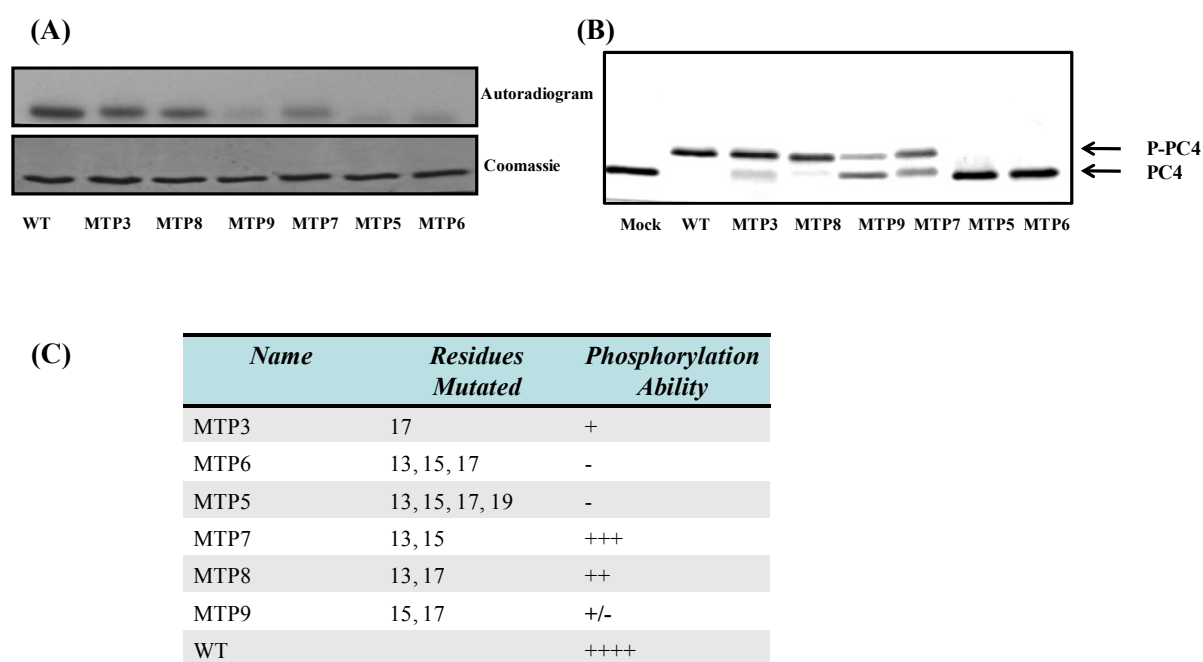 (A)
(B)
Autoradiogram
Coomassie
WT MTP3 MTP8 MTP9 MTP7 MTP5 MTP6
P-PC4
PC4
Mock WT MTP3 MTP8 MTP9 MTP7 MTP5 MTP6
(C)
Name Residues Mutated Phosphorylation Ability
MTP3 17 +
MTP6 13, 15, 17 -
MTP5 13, 15, 17, 19 -
MTP7 13, 15 +++
MTP8 13, 17 ++
MTP9 15, 17 +/-
WT ++++